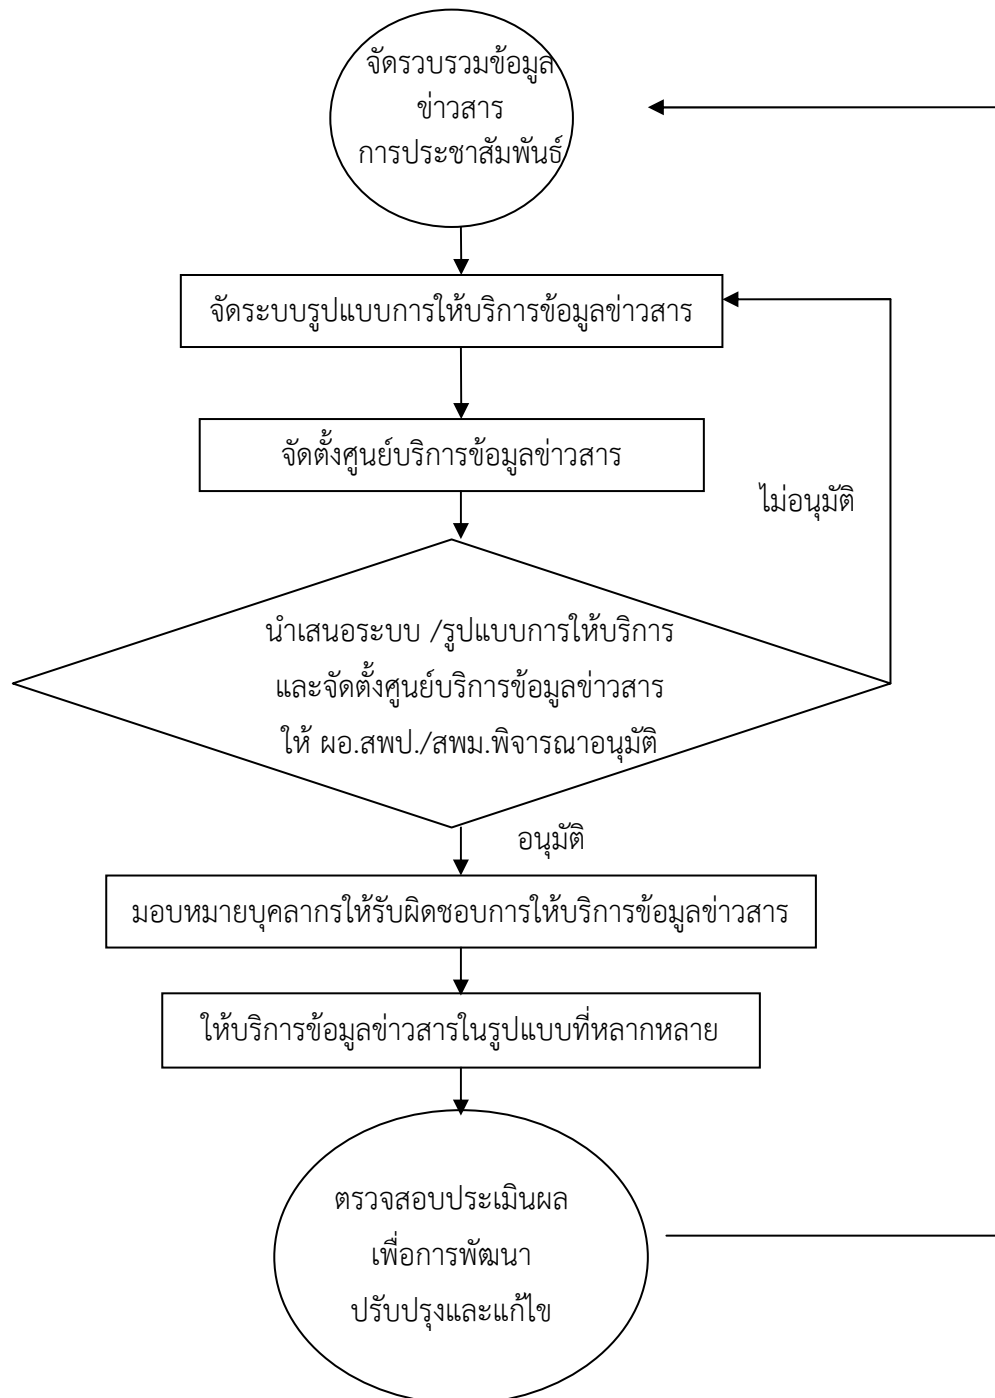 จัดรวบรวมข้อมูล
ข่าวสาร
การประชาสัมพันธ์
จัดระบบรูปแบบการให้บริการข้อมูลข่าวสาร
จัดตั้งศูนย์บริการข้อมูลข่าวสาร
ไม่อนุมัติ
นำเสนอระบบ /รูปแบบการให้บริการ
และจัดตั้งศูนย์บริการข้อมูลข่าวสาร
ให้ ผอ.สพป./สพม.พิจารณาอนุมัติ
อนุมัติ
มอบหมายบุคลากรให้รับผิดชอบการให้บริการข้อมูลข่าวสาร
ให้บริการข้อมูลข่าวสารในรูปแบบที่หลากหลาย
ตรวจสอบประเมินผล
เพื่อการพัฒนา
ปรับปรุงและแก้ไข